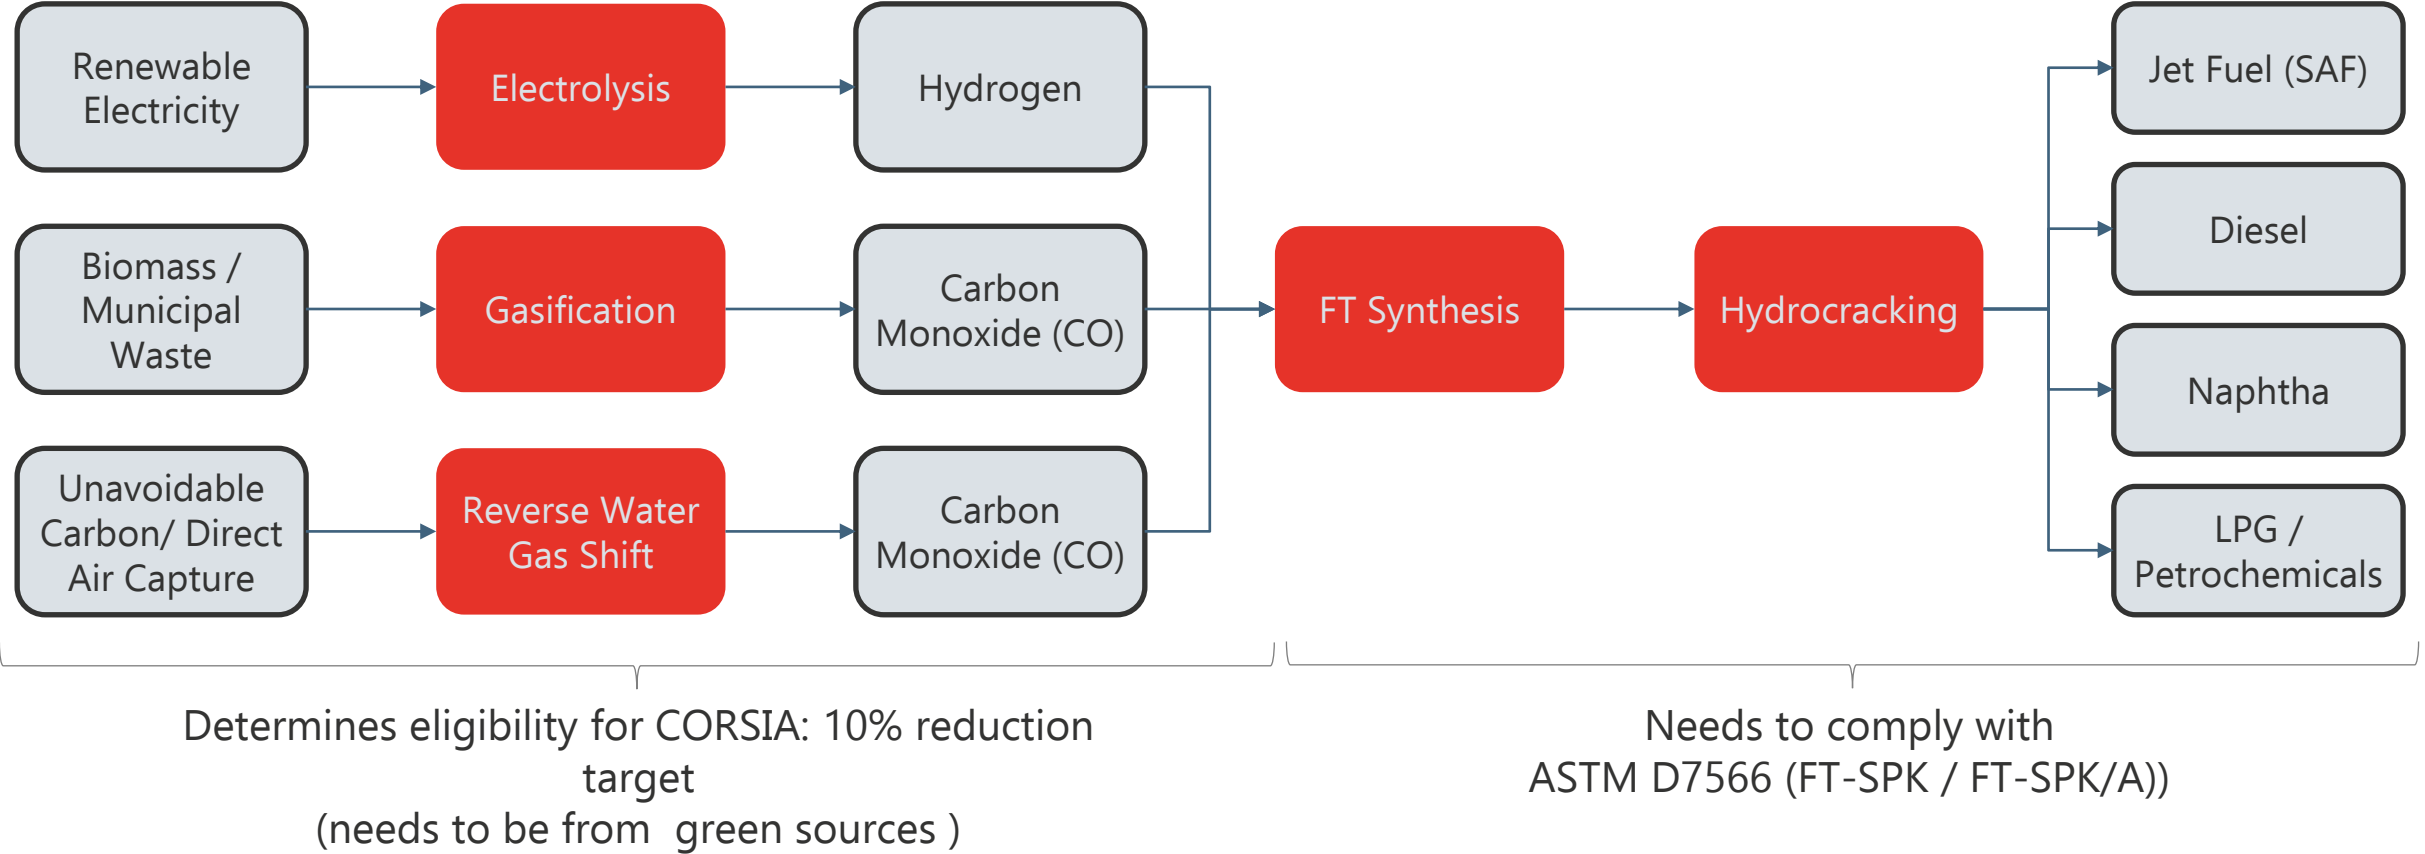 Renewable
Electricity
Electrolysis
Hydrogen
Biomass /
Municipal
Waste
Gasification
Carbon
Monoxide (CO)
Unavoidable
Carbon/ Direct
Air Capture
Reverse Water
Gas Shift
Carbon
Monoxide (CO)
FT Synthesis
Hydrocracking
Jet Fuel (SAF)
Diesel
Naphtha
LPG /
Petrochemicals
Determines eligibility for CORSIA: 10% reduction
target
(needs to be from  green sources )
Needs to comply with
ASTM D7566 (FT-SPK / FT-SPK/A))